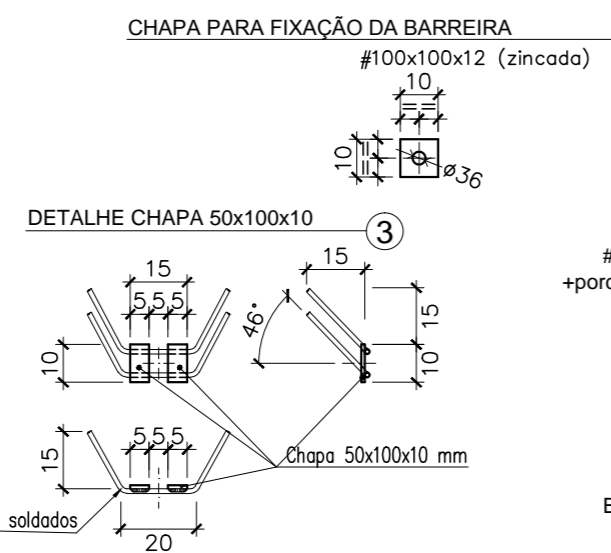 CHAPA PARA FIXAÇÃO DA BARREIRA
#100x100x12 (zincada)
10
= =
10
= =
ø36
DETALHE CHAPA 50x100x10
3
15
5 5 5
10
15
46°
15
10
#
+porc
15
5 5 5
Chapa 50x100x10 mm
soldados
20
E